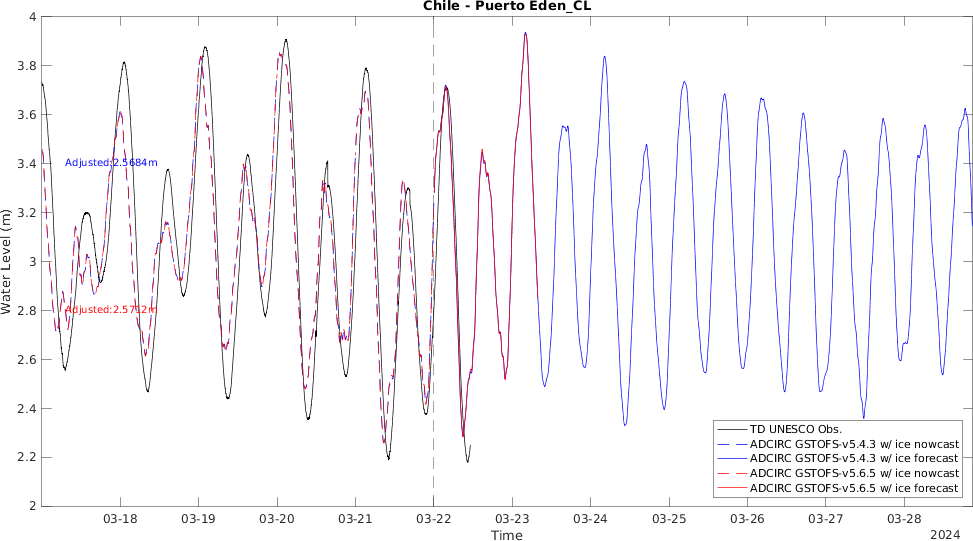 Chile - Puerto Eden_CL
4
3.8
3.6
3.4
3.2
3
2.8
2.6
2.4
2.2
2
Water Level (m)
Adjusted:2.5684m
Adjusted:2.5712m
TD UNESCO Obs.
ADCIRC GSTOFS-v5.4.3 w/ ice nowcast
ADCIRC GSTOFS-v5.4.3 w/ ice forecast
ADCIRC GSTOFS-v5.6.5 w/ ice nowcast
ADCIRC GSTOFS-v5.6.5 w/ ice forecast
03-18 03-19 03-20 03-21 03-22 03-23 03-24 03-25 03-26 03-27 03-28
Time
2024